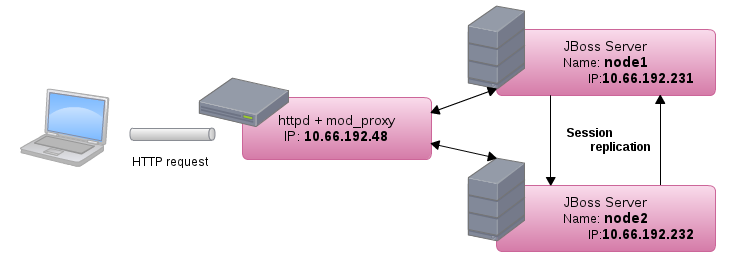 JBoss Server
Name: node1
IP:10.66.192.231
httpd + mod_proxy
IP: 10.66.192.48
HTTP request
Session
replication
JBoss Server
Name: node2
IP:10.66.192.232